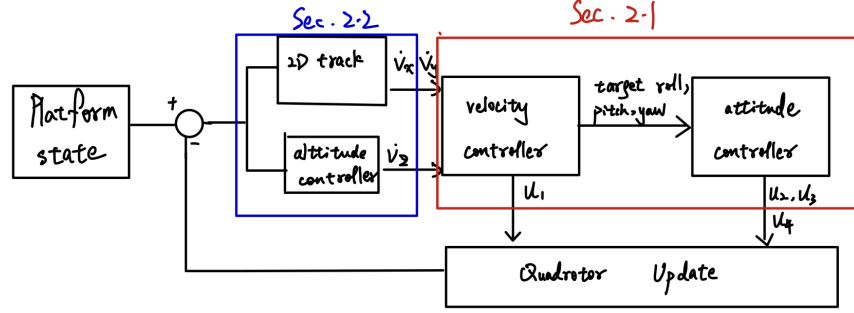 Sec. 2.2
Sec. 2.1
Platform
state
+
-
2D track
altitude
controller
V̇x V̇y
V̇z
velocity
controller
target roll,
pitch, yaw
attitude
controller
U1
U2, U3
U4
Quadrotor Update